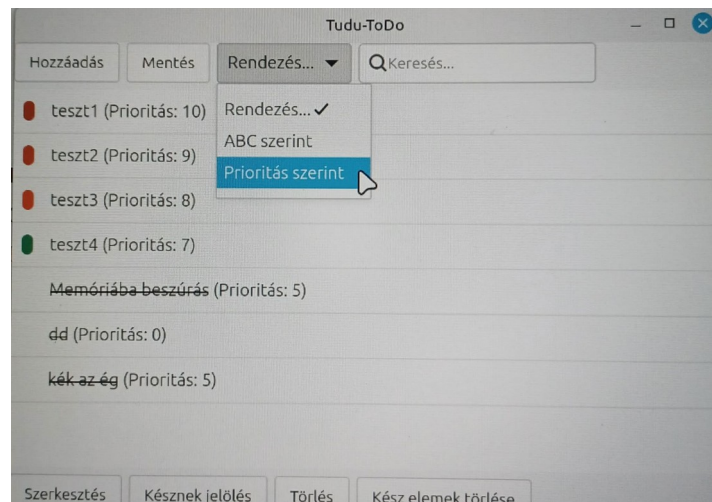 Tudu-ToDo
Hozzáadás Mentés Rendezés... Keresés...
teszt1 (Prioritás: 10) Rendezés...
ABC szerint
teszt2 (Prioritás: 9)
Prioritás szerint
teszt3 (Prioritás: 8)
teszt4 (Prioritás: 7)
Memóriába beszúrás (Prioritás: 5)
dd (Prioritás: 0)
kék az ég (Prioritás: 5)
Szerkesztés Késznek jelölés Törlés Kész elemek törlése